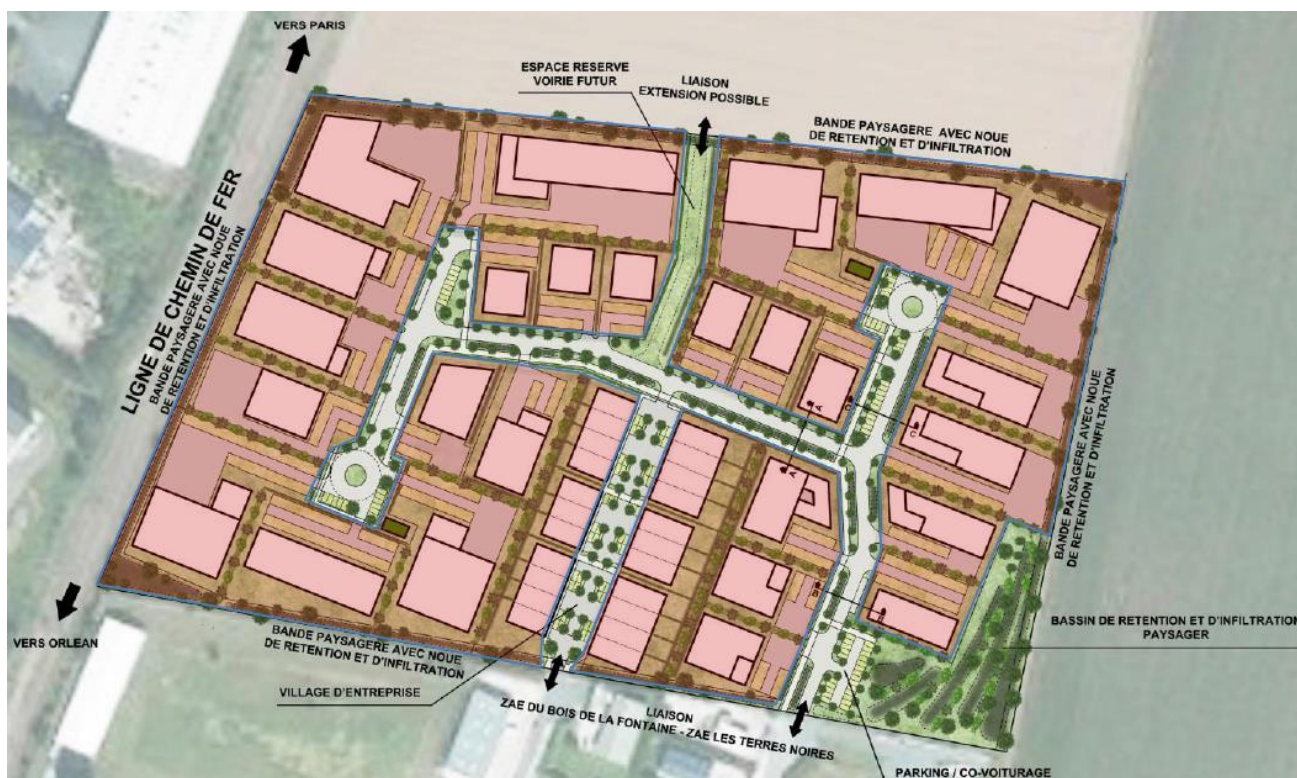 VERS PARIS
ESPACE RESERVE
VOIRIE FUTUR
LIAISON
EXTENSION POSSIBLE
BANDE PAYSAGERE AVEC NOUE
DE RETENTION ET D'INFILTRATION
LIGNE DE CHEMIN DE FER
BANDE PAYSAGERE AVEC NOUE
DE RETENTION ET D'INFILTRATION
A
A
C
C
B
B
BANDE PAYSAGERE AVEC NOUE
DE RETENTION ET D'INFILTRATION
BASSIN DE RETENTION ET D'INFILTRATION
PAYSAGER
VERS ORLEAN
BANDE PAYSAGERE AVEC NOUE
DE RETENTION ET D'INFILTRATION
VILLAGE D'ENTREPRISE
LIAISON
ZAE DU BOIS DE LA FONTAINE - ZAE LES TERRES NOIRES
PARKING / CO-VOITURAGE